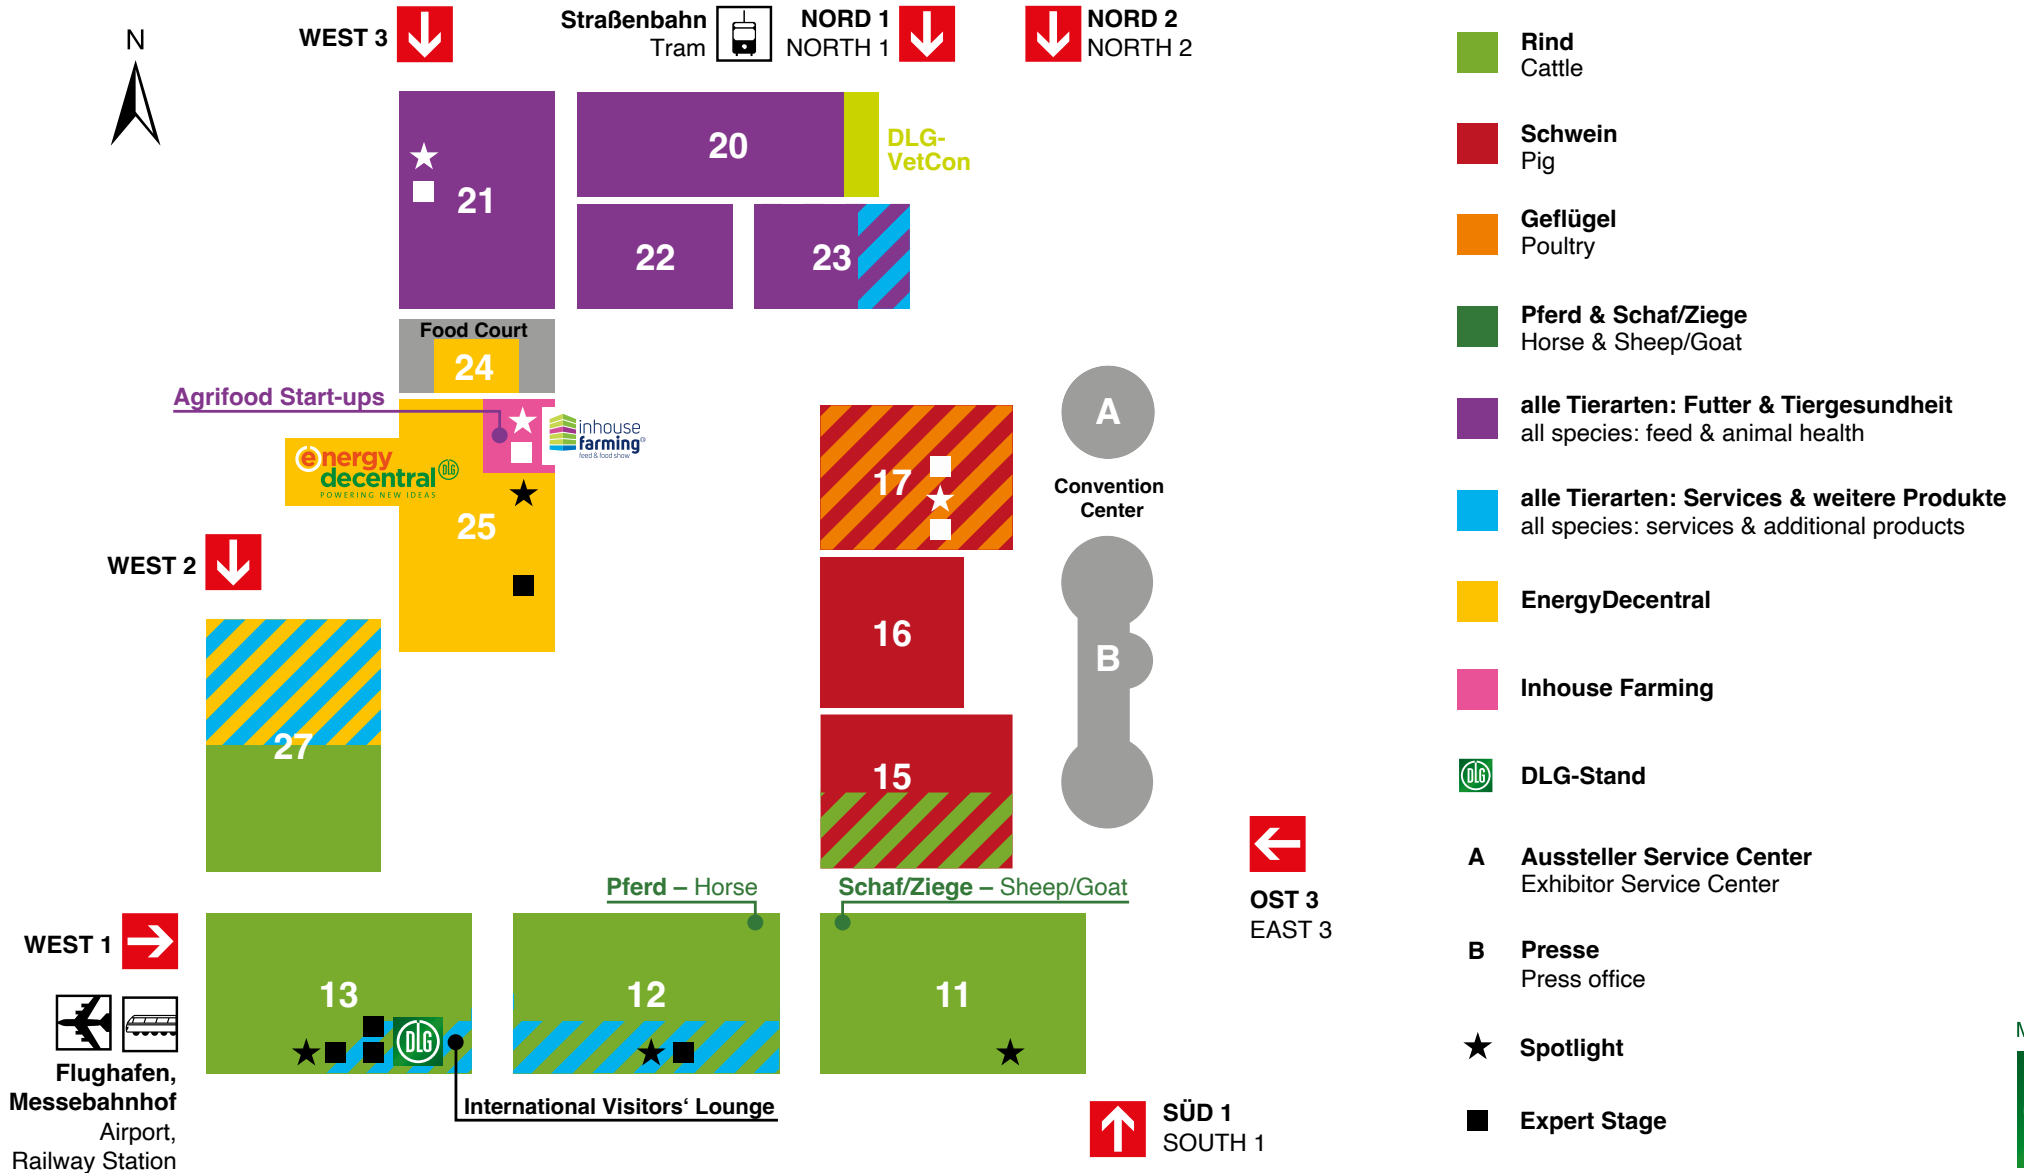 N
WEST 3
Straßenbahn
Tram
NORD 1
NORTH 1
NORD 2
NORTH 2
21
20
DLG-
VetCon
22
23
Food Court
24
Agrifood Start-ups
inhouse
farming
feed & food show
energy
decentral DLG
POWERING NEW IDEAS
25
WEST 2
27
17
16
15
A
Convention
Center
B
OST 3
EAST 3
Pferd – Horse
Schaf/Ziege – Sheep/Goat
WEST 1
13
12
11
DLG
Flughafen,
Messebahnhof
Airport,
Railway Station
International Visitors‘ Lounge
SÜD 1
SOUTH 1
Rind
Cattle
Schwein
Pig
Geflügel
Poultry
Pferd & Schaf/Ziege
Horse & Sheep/Goat
alle Tierarten: Futter & Tiergesundheit
all species: feed & animal health
alle Tierarten: Services & weitere Produkte
all species: services & additional products
EnergyDecentral
Inhouse Farming
DLG DLG-Stand
A Aussteller Service Center
Exhibitor Service Center
B Presse
Press office
Spotlight
Expert Stage